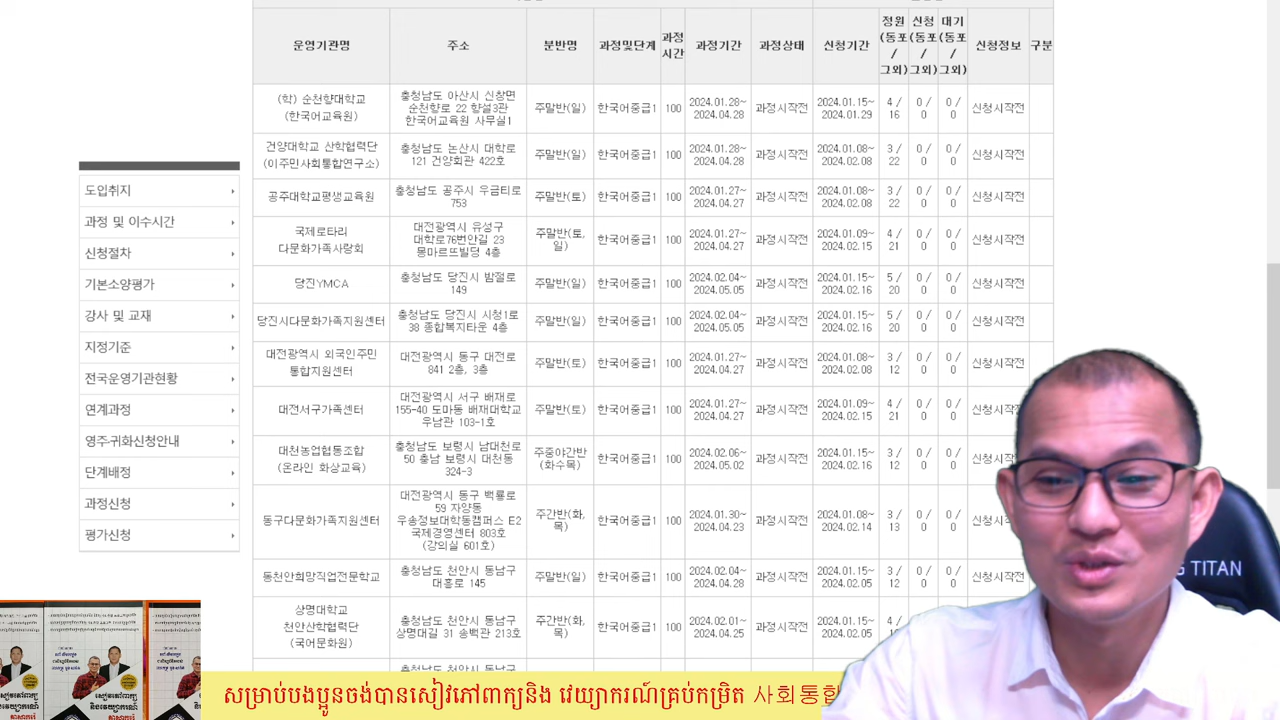 운영기관명 주소 분반명 과정및단계 과정시간 과정기간 과정상태 신청기간 정원(동포/그외) 신청(동포/그외) 대기(동포/그외) 신청정보 구분
(학) 순천향대학교 (한국어교육원) 충청남도 아산시 신창면 순천향로 22 향설3관 한국어교육원 사무실1 주말반(일) 한국어중급1 100 2024.01.28~2024.04.28 과정시작전 2024.01.15~2024.01.29 4 / 16 0 / 0 0 / 0 신청시작전
건양대학교 산학협력단 (이주민사회통합연구소) 충청남도 논산시 대학로 121 건양회관 422호 주말반(일) 한국어중급1 100 2024.01.28~2024.04.28 과정시작전 2024.01.08~2024.02.08 3 / 22 0 / 0 0 / 0 신청시작전
공주대학교평생교육원 충청남도 공주시 우금티로 753 주말반(토) 한국어중급1 100 2024.01.27~2024.04.27 과정시작전 2024.01.08~2024.02.08 3 / 22 0 / 0 0 / 0 신청시작전
국제로타리 다문화가족사랑회 대전광역시 유성구 대학로76번안길 23 몽마르뜨빌딩 4층 주말반(토,일) 한국어중급1 100 2024.01.27~2024.04.27 과정시작전 2024.01.09~2024.02.15 4 / 21 0 / 0 0 / 0 신청시작전
당진YMCA 충청남도 당진시 밤절로 149 주말반(일) 한국어중급1 100 2024.02.04~2024.05.05 과정시작전 2024.01.15~2024.02.16 5 / 20 0 / 0 0 / 0 신청시작전
당진시다문화가족지원센터 충청남도 당진시 시청1로 38 종합복지타운 4층 주말반(일) 한국어중급1 100 2024.02.04~2024.05.05 과정시작전 2024.01.15~2024.02.16 5 / 20 0 / 0 0 / 0 신청시작전
대전광역시 외국인주민 통합지원센터 대전광역시 동구 대전로 841 2층, 3층 주말반(토) 한국어중급1 100 2024.01.27~2024.04.27 과정시작전 2024.01.08~2024.02.08 3 / 12 0 / 0 0 / 0 신청시작전
대전서구가족센터 대전광역시 서구 배재로 155-40 도마동 배재대학교 우남관 103-1호 주말반(토) 한국어중급1 100 2024.01.27~2024.04.27 과정시작전 2024.01.09~2024.02.15 4 / 21 0 / 0 0 / 0
대천농업협동조합 (온라인 화상교육) 충청남도 보령시 남대천로 50 충남 보령시 대천동 324-3 주중야간반(화수목) 한국어중급1 100 2024.02.06~2024.05.02 과정시작전 2024.01.15~2024.02.16 3 / 12 0 / 0 0 / 0
동구다문화가족지원센터 대전광역시 동구 백룡로 59 자양동 우송정보대학동캠퍼스 E2 국제경영센터 803호 (강의실 601호) 주간반(화,목) 한국어중급1 100 2024.01.30~2024.04.23 과정시작전 2024.01.08~2024.02.14 3 / 13 0 / 0 0 / 0
동천안희망직업전문학교 충청남도 천안시 동남구 대흥로 145 주말반(일) 한국어중급1 100 2024.02.04~2024.04.28 과정시작전 2024.01.15~2024.02.05 3 / 12 0 / 4 0 / 0 신청시작전
상명대학교 천안산학협력단 (국어문화원) 충청남도 천안시 동남구 상명대길 31 송백관 213호 주간반(화,목) 한국어중급1 100 2024.02.01~2024.04.25 과정시작전 2024.01.15~2024.02.05 4 /
충청남도 천안시 동남구
도입취지
과정 및 이수시간
신청절차
기본소양평가
강사 및 교재
지정기준
전국운영기관현황
연계과정
영주·귀화신청안내
단계배정
과정신청
평가신청
TITAN
សម្រាប់បងប្អូនចង់បានសៀវភៅពាក្យនិង វេយ្យាករណ៍គ្រប់កម្រិត 사회통합